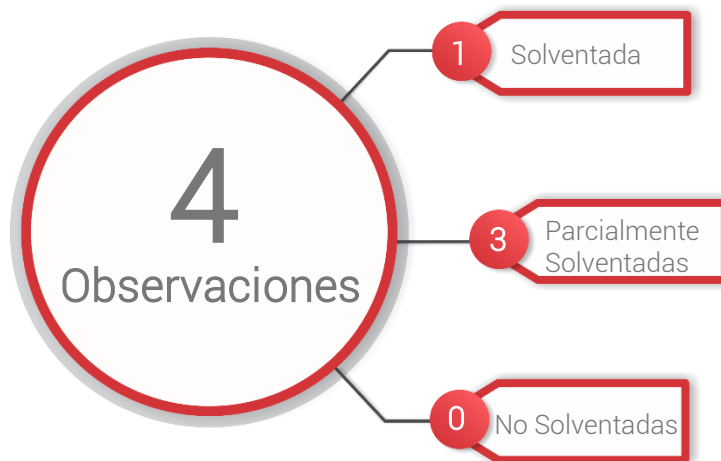 4
Observaciones
1
Solventada
3
Parcialmente
Solventadas
0
No Solventadas